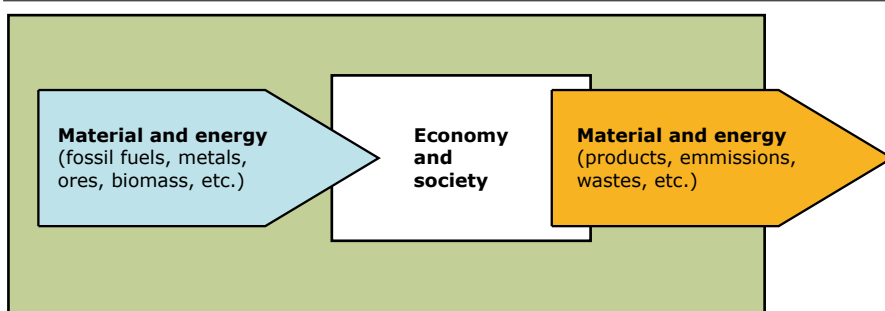 Material and energy
(fossil fuels, metals,
ores, biomass, etc.)
Economy
and
society
Material and energy
(products, emmissions,
wastes, etc.)